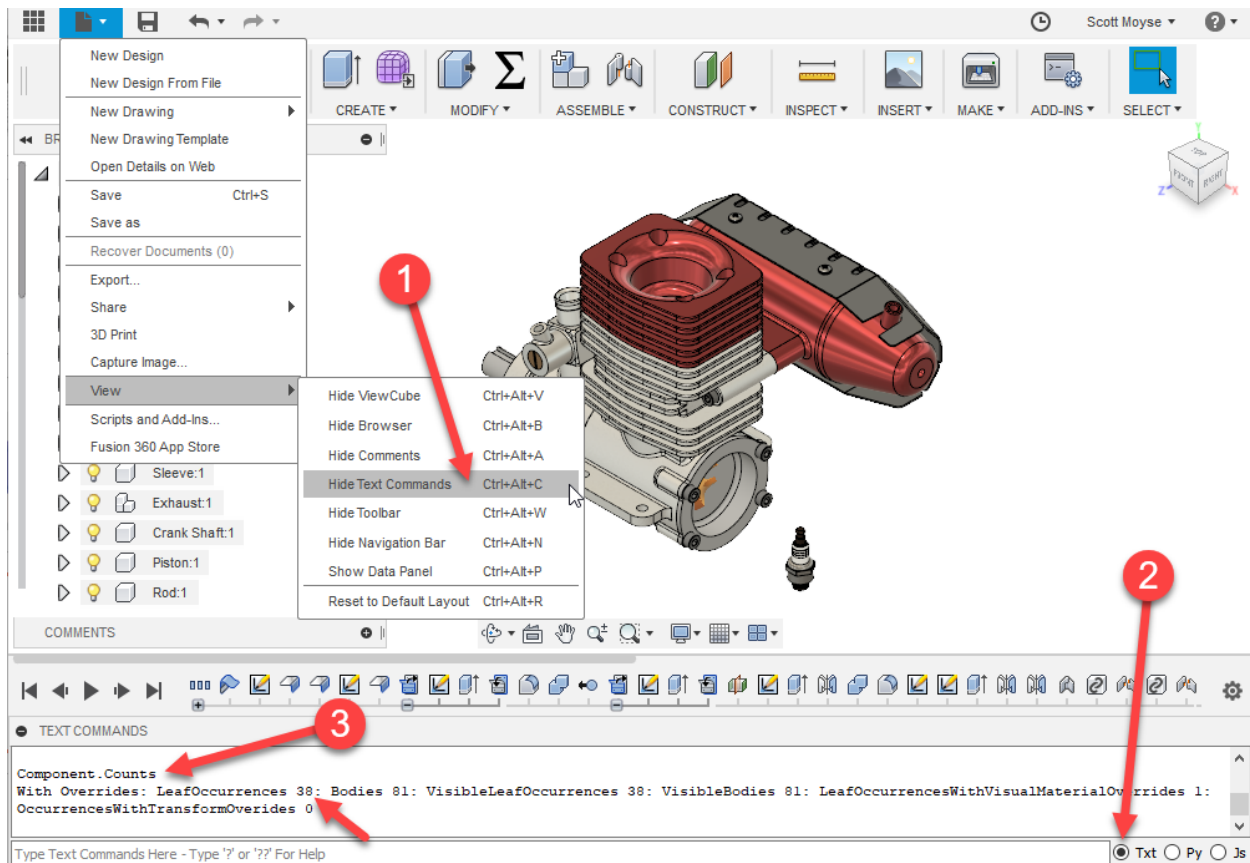 Scott Moyse
New Design
New Design From File
New Drawing
New Drawing Template
Open Details on Web
Save Ctrl+S
Save as
Recover Documents (0)
Export...
Share
3D Print
Capture Image...
View
Scripts and Add-Ins...
Fusion 360 App Store
CREATE MODIFY ASSEMBLE CONSTRUCT INSPECT INSERT MAKE ADD-INS SELECT
BR
TOP
FRONT RIGHT
Y
Z X
1
Hide ViewCube Ctrl+Alt+V
Hide Browser Ctrl+Alt+B
Hide Comments Ctrl+Alt+A
Hide Text Commands Ctrl+Alt+C
Hide Toolbar Ctrl+Alt+W
Hide Navigation Bar Ctrl+Alt+N
Show Data Panel Ctrl+Alt+P
Reset to Default Layout Ctrl+Alt+R
Sleeve:1
Exhaust:1
Crank Shaft:1
Piston:1
Rod:1
2
COMMENTS
3
TEXT COMMANDS
Component.Counts
With Overrides: LeafOccurrences 38: Bodies 81: VisibleLeafOccurrences 38: VisibleBodies 81: LeafOccurrencesWithVisualMaterialOverrides 1:
OccurrencesWithTransformOverides 0
Type Text Commands Here - Type '?' or '??' For Help
Txt Py Js